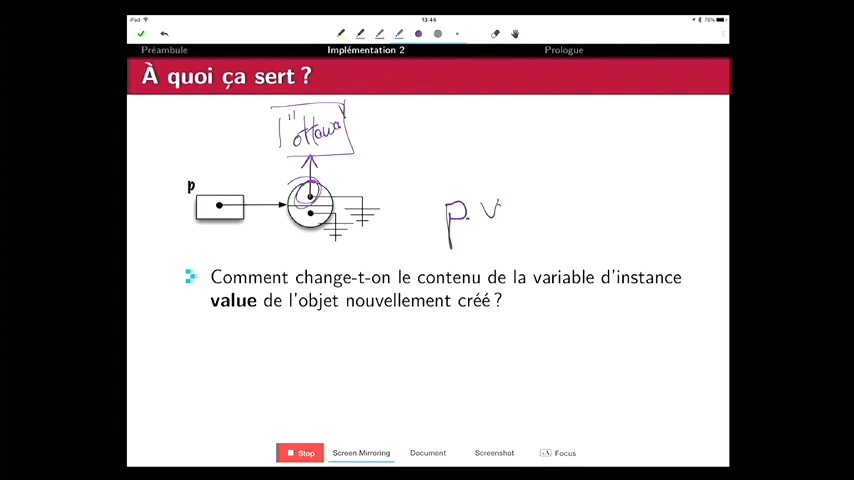 iPad
13:46
78%
Préambule
Implémentation 2
Prologue
À quoi ça sert ?
"ottawa"
p
p. v
Comment change-t-on le contenu de la variable d'instance
value de l'objet nouvellement créé ?
Stop
Screen Mirroring
Document
Screenshot
A
Focus